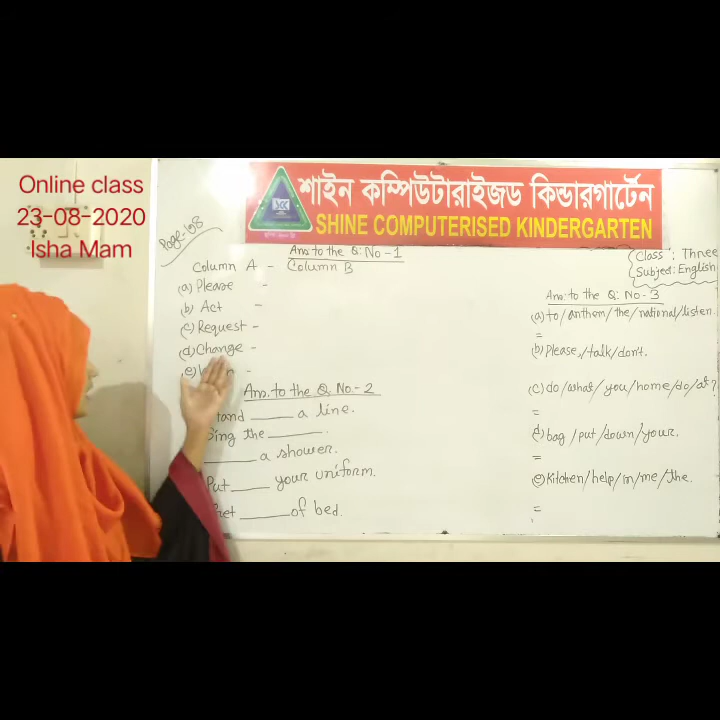 Online class
23-08-2020
Isha Mam
শাইন কম্পিউটারাইজড কিন্ডারগার্টেন
SHINE COMPUTERISED KINDERGARTEN
Page-68
Class : Three
Subjed: English
Ans: to the Q: No -1
Column A - Column B
(a) Please -
(b) Act -
(c) Request -
(d) Change -
(e) -
Ans. to the Q. No.-2
tand ____ a line.
Sing the ____.
____ a shower.
Put ____ your uniform.
Get ____ of bed.
Ans: to the Q: NO -3
(a) to/anthem/the/national/listen.
=
(b) Please/talk/don't.
(c) do/what/you/home/do/at?
=
(d) bag/put/down/your.
=
(e) Kitchen/help/in/me/the.
=